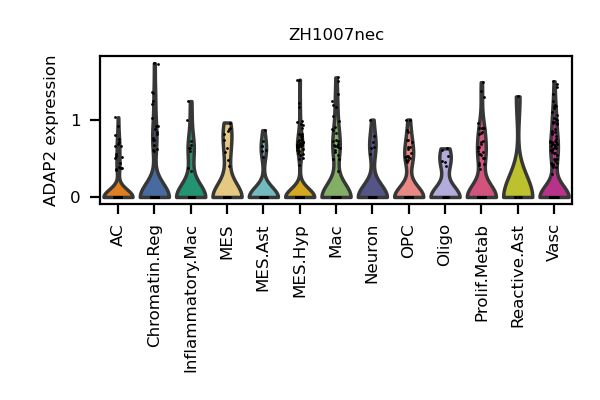 ZH1007nec
ADAP2 expression
1
0
AC
Chromatin.Reg
Inflammatory.Mac
MES
MES.Ast
MES.Hyp
Mac
Neuron
OPC
Oligo
Prolif.Metab
Reactive.Ast
Vasc